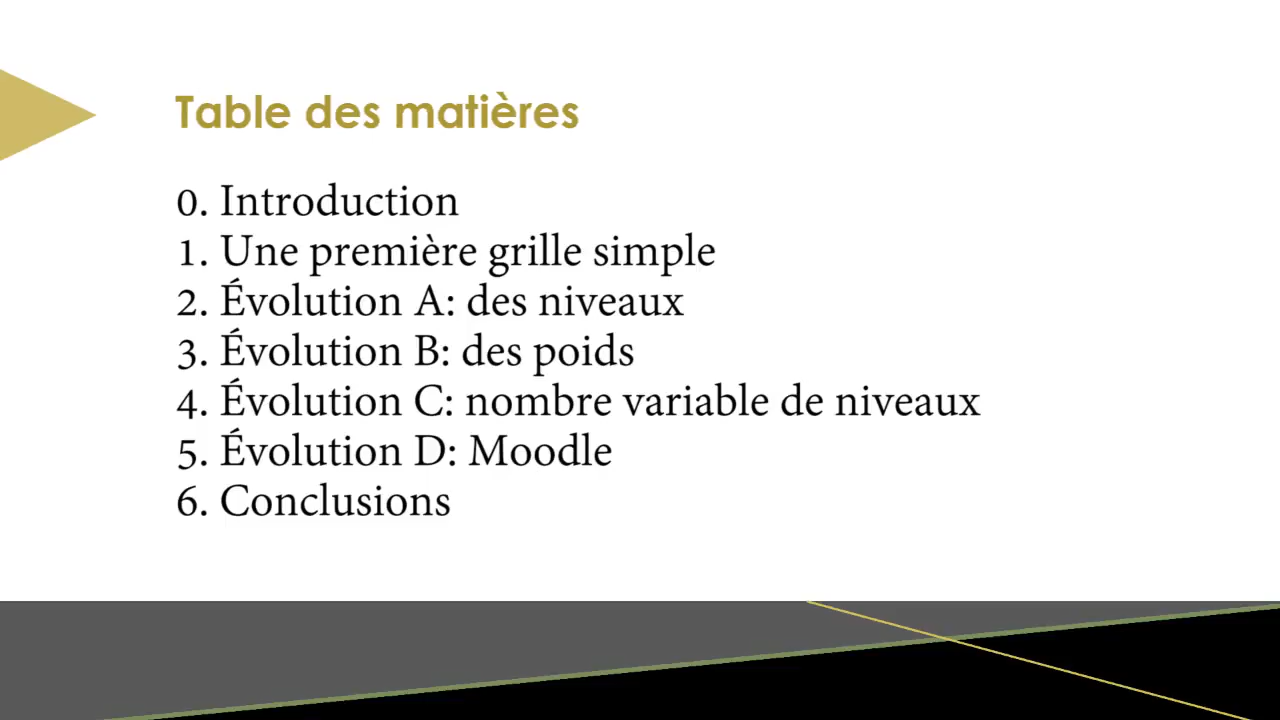 Table des matières
0. Introduction
1. Une première grille simple
2. Évolution A: des niveaux
3. Évolution B: des poids
4. Évolution C: nombre variable de niveaux
5. Évolution D: Moodle
6. Conclusions